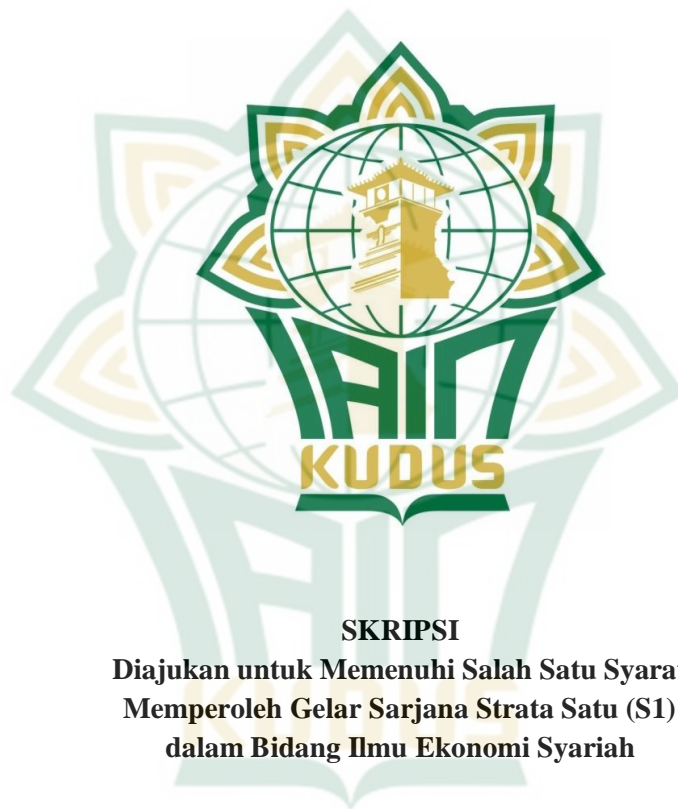 IAIN
KUDUS
SKRIPSI
Diajukan untuk Memenuhi Salah Satu Syara
Memperoleh Gelar Sarjana Strata Satu (S1)
dalam Bidang Ilmu Ekonomi Syariah